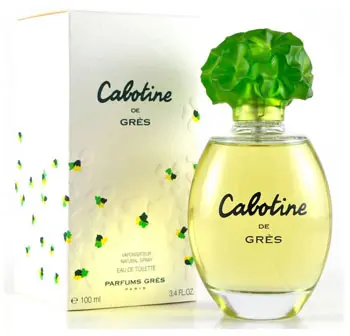 Cabotine
DE
GRÈS
VAPORISATEUR
NATURAL SPRAY
EAU DE TOILETTE
PARFUMS GRÈS
PARIS
℮ 100 ml
3.4 FL.OZ.
Cabotine
DE
GRÈS